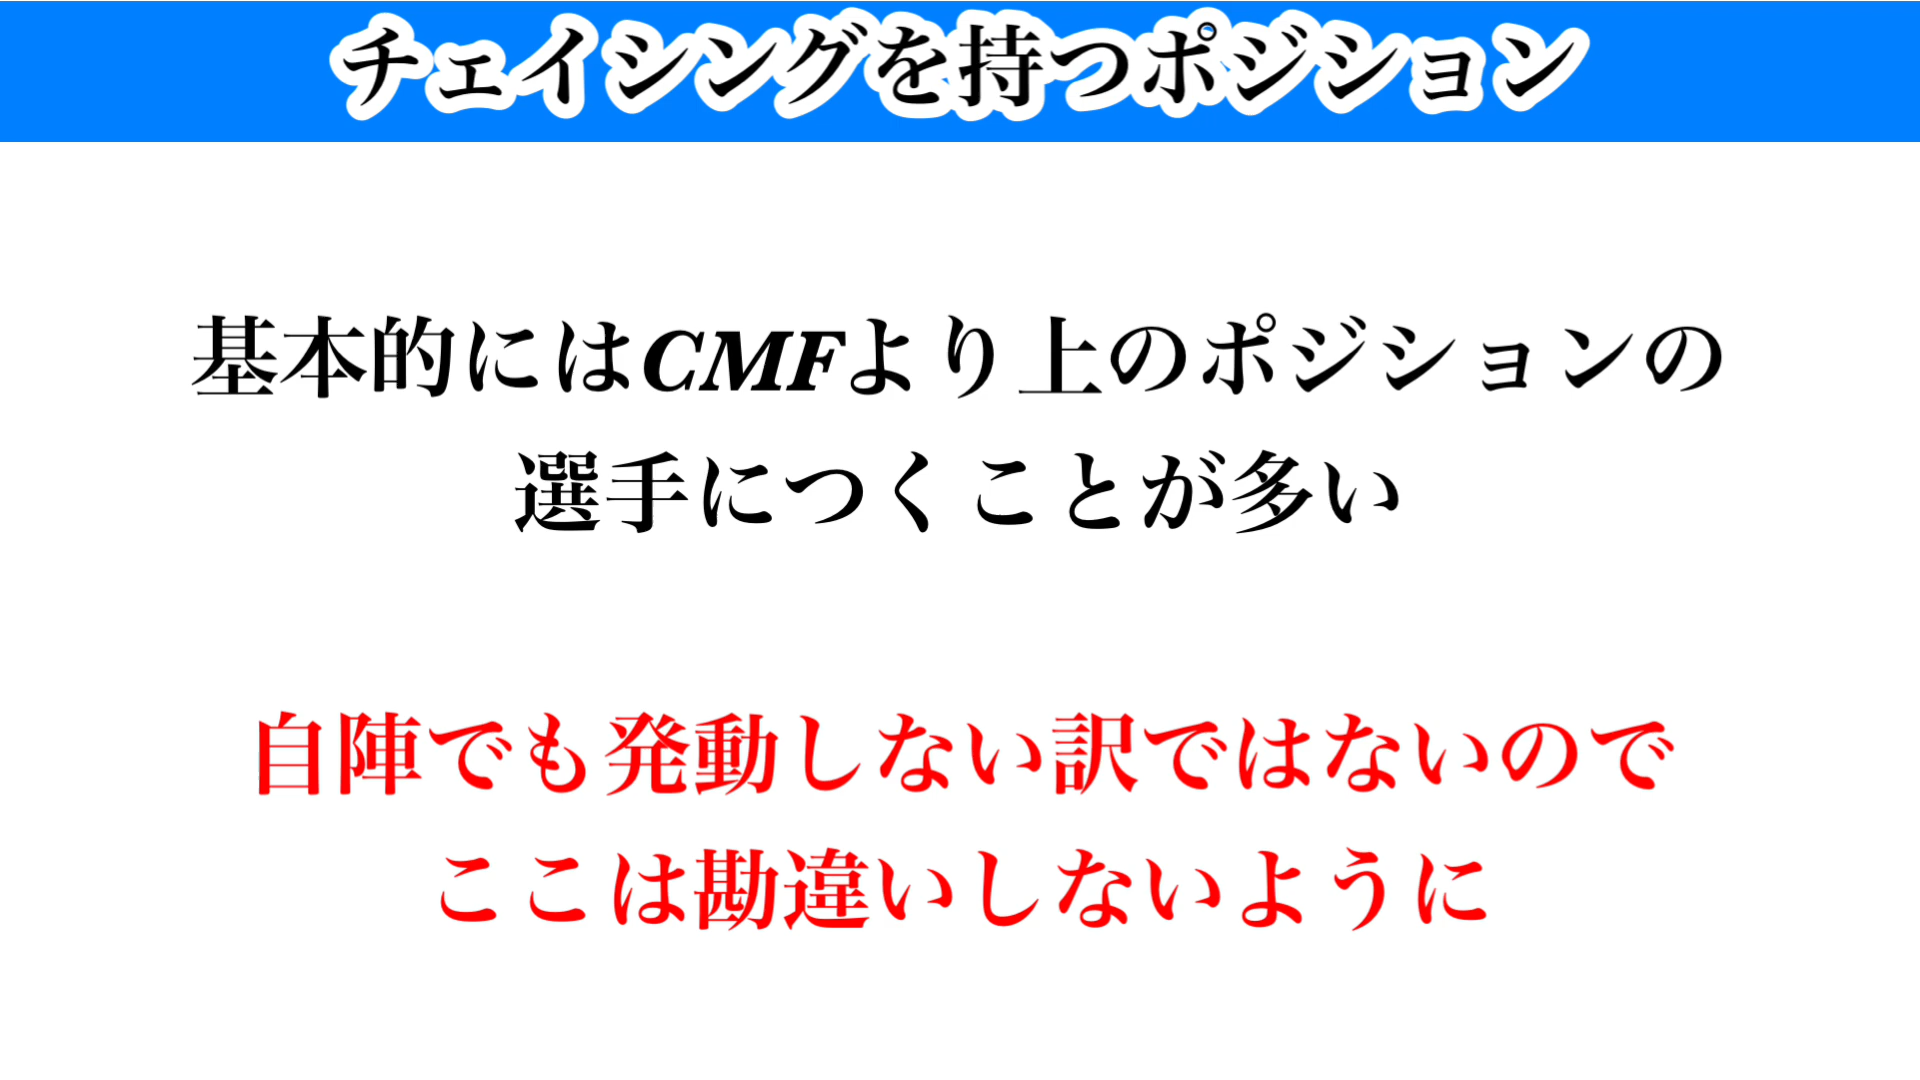 チェイシングを持つポジション
基本的にはCMFより上のポジションの
選手につくことが多い
自陣でも発動しない訳ではないので
ここは勘違いしないように